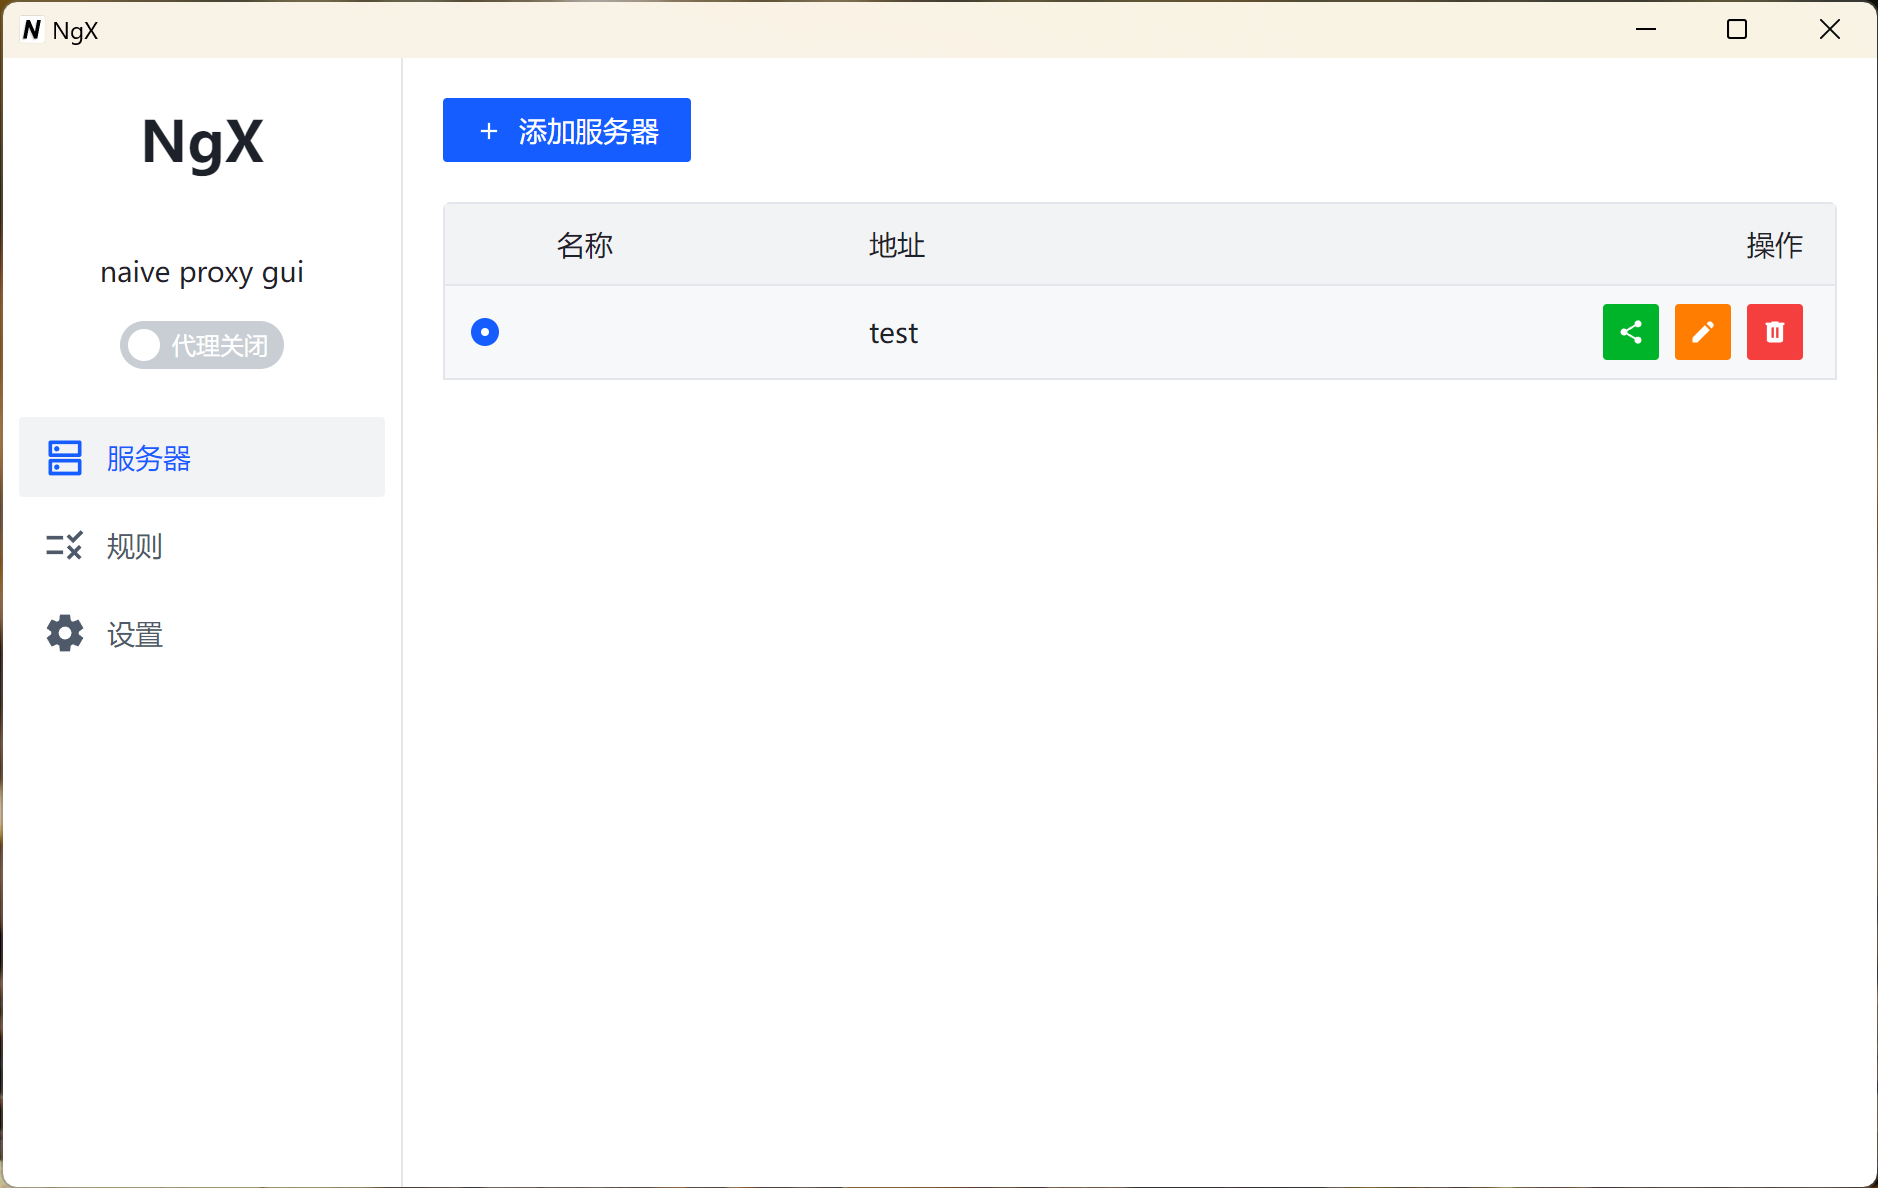 N NgX
NgX
naive proxy gui
代理关闭
服务器
规则
设置
+ 添加服务器
名称 地址 操作
test